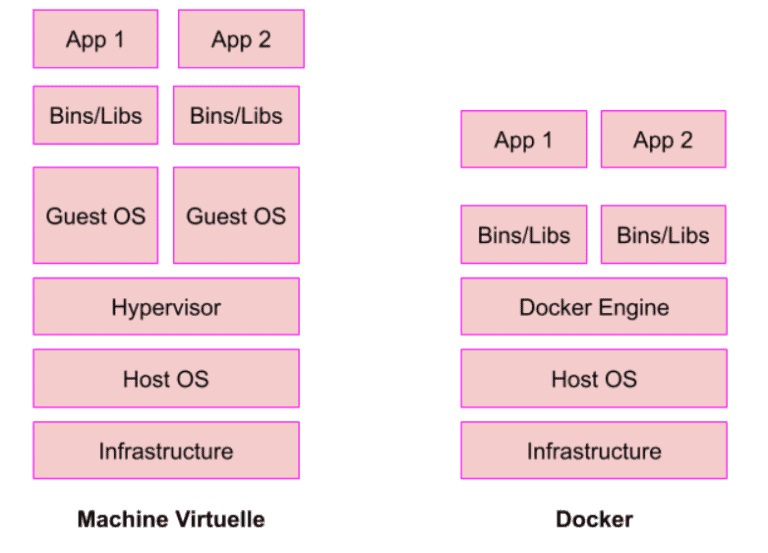 App 1
App 2
Bins/Libs
Bins/Libs
Guest OS
Guest OS
Hypervisor
Host OS
Infrastructure
Machine Virtuelle
App 1
App 2
Bins/Libs
Bins/Libs
Docker Engine
Host OS
Infrastructure
Docker